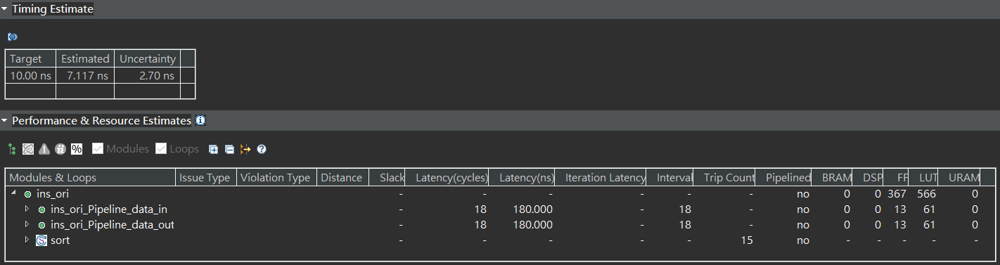 Timing Estimate
Target Estimated Uncertainty
10.00 ns 7.117 ns 2.70 ns
Performance & Resource Estimates
% Modules Loops
Modules & Loops Issue Type Violation Type Distance Slack Latency(cycles) Latency(ns) Iteration Latency Interval Trip Count Pipelined BRAM DSP FF LUT URAM
ins_ori - - - - - - no 0 0 367 566 0
ins_ori_Pipeline_data_in - 18 180.000 - 18 - no 0 0 13 61 0
ins_ori_Pipeline_data_out - 18 180.000 - 18 - no 0 0 13 61 0
sort - - - - - 15 no - - - - -